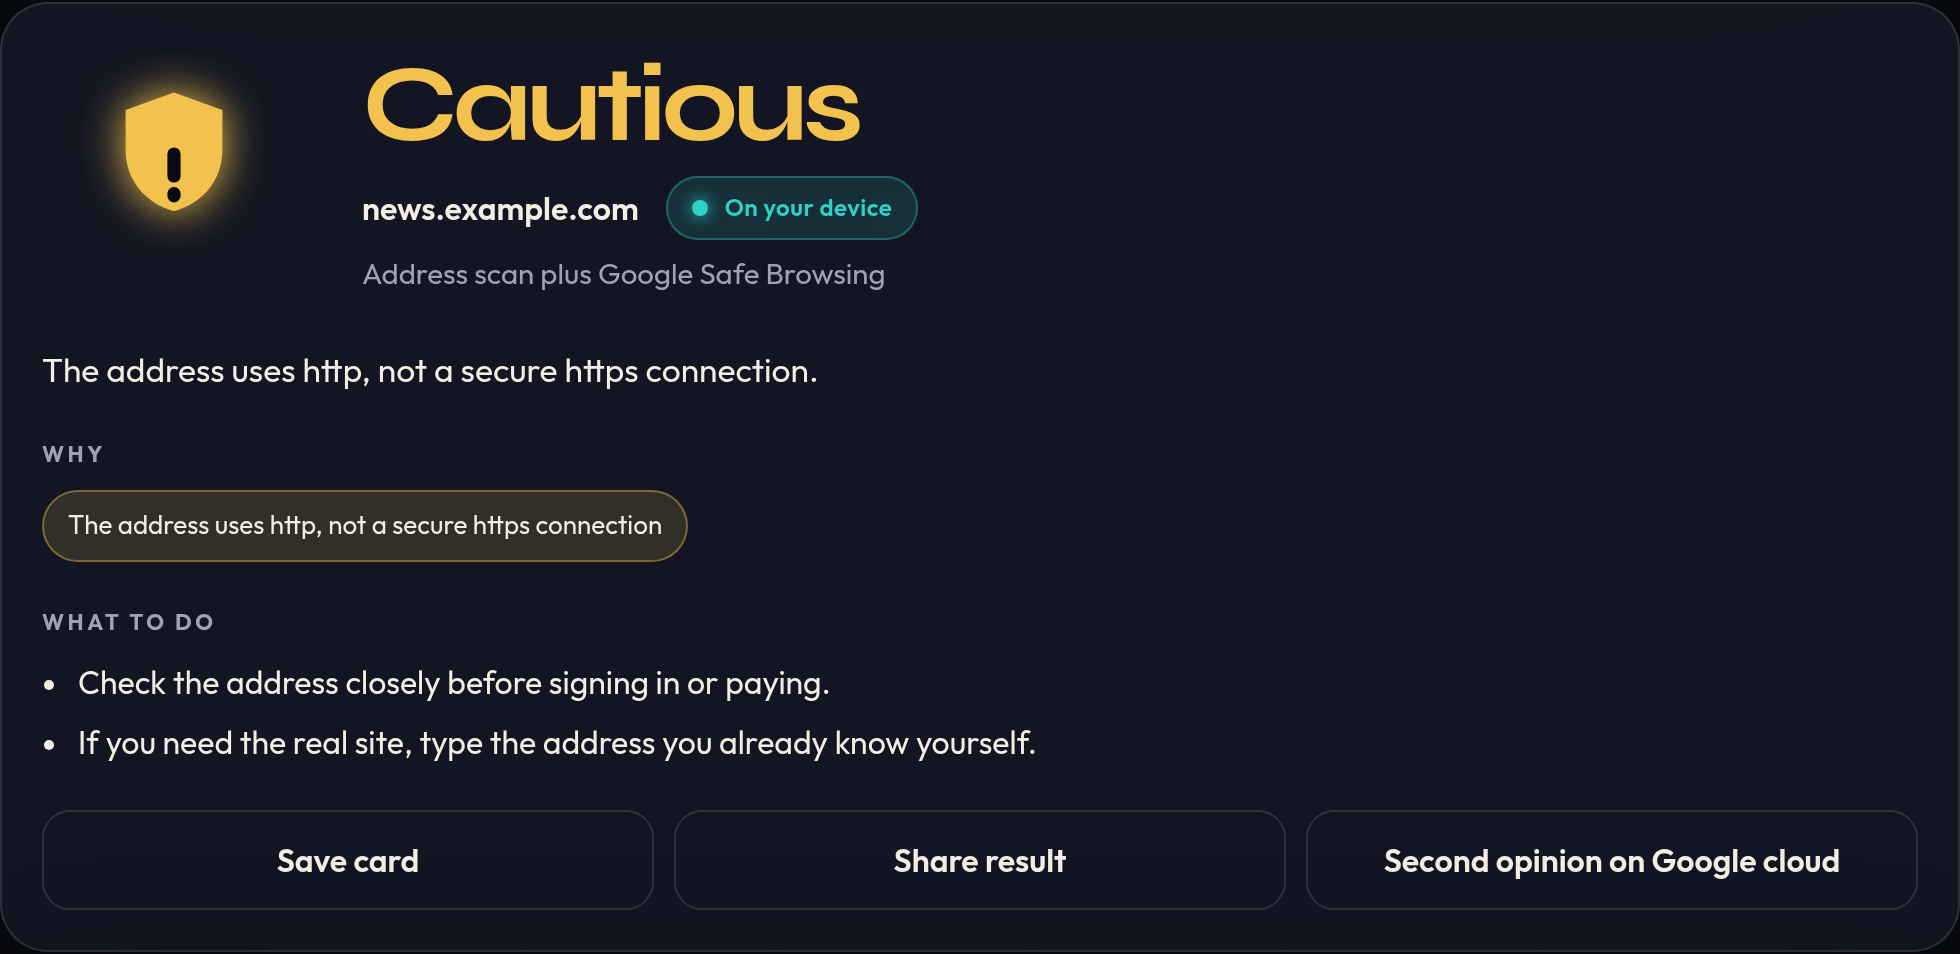 Cautious
news.example.com
On your device
Address scan plus Google Safe Browsing
The address uses http, not a secure https connection.
WHY
The address uses http, not a secure https connection
WHAT TO DO
• Check the address closely before signing in or paying.
• If you need the real site, type the address you already know yourself.
Save card
Share result
Second opinion on Google cloud